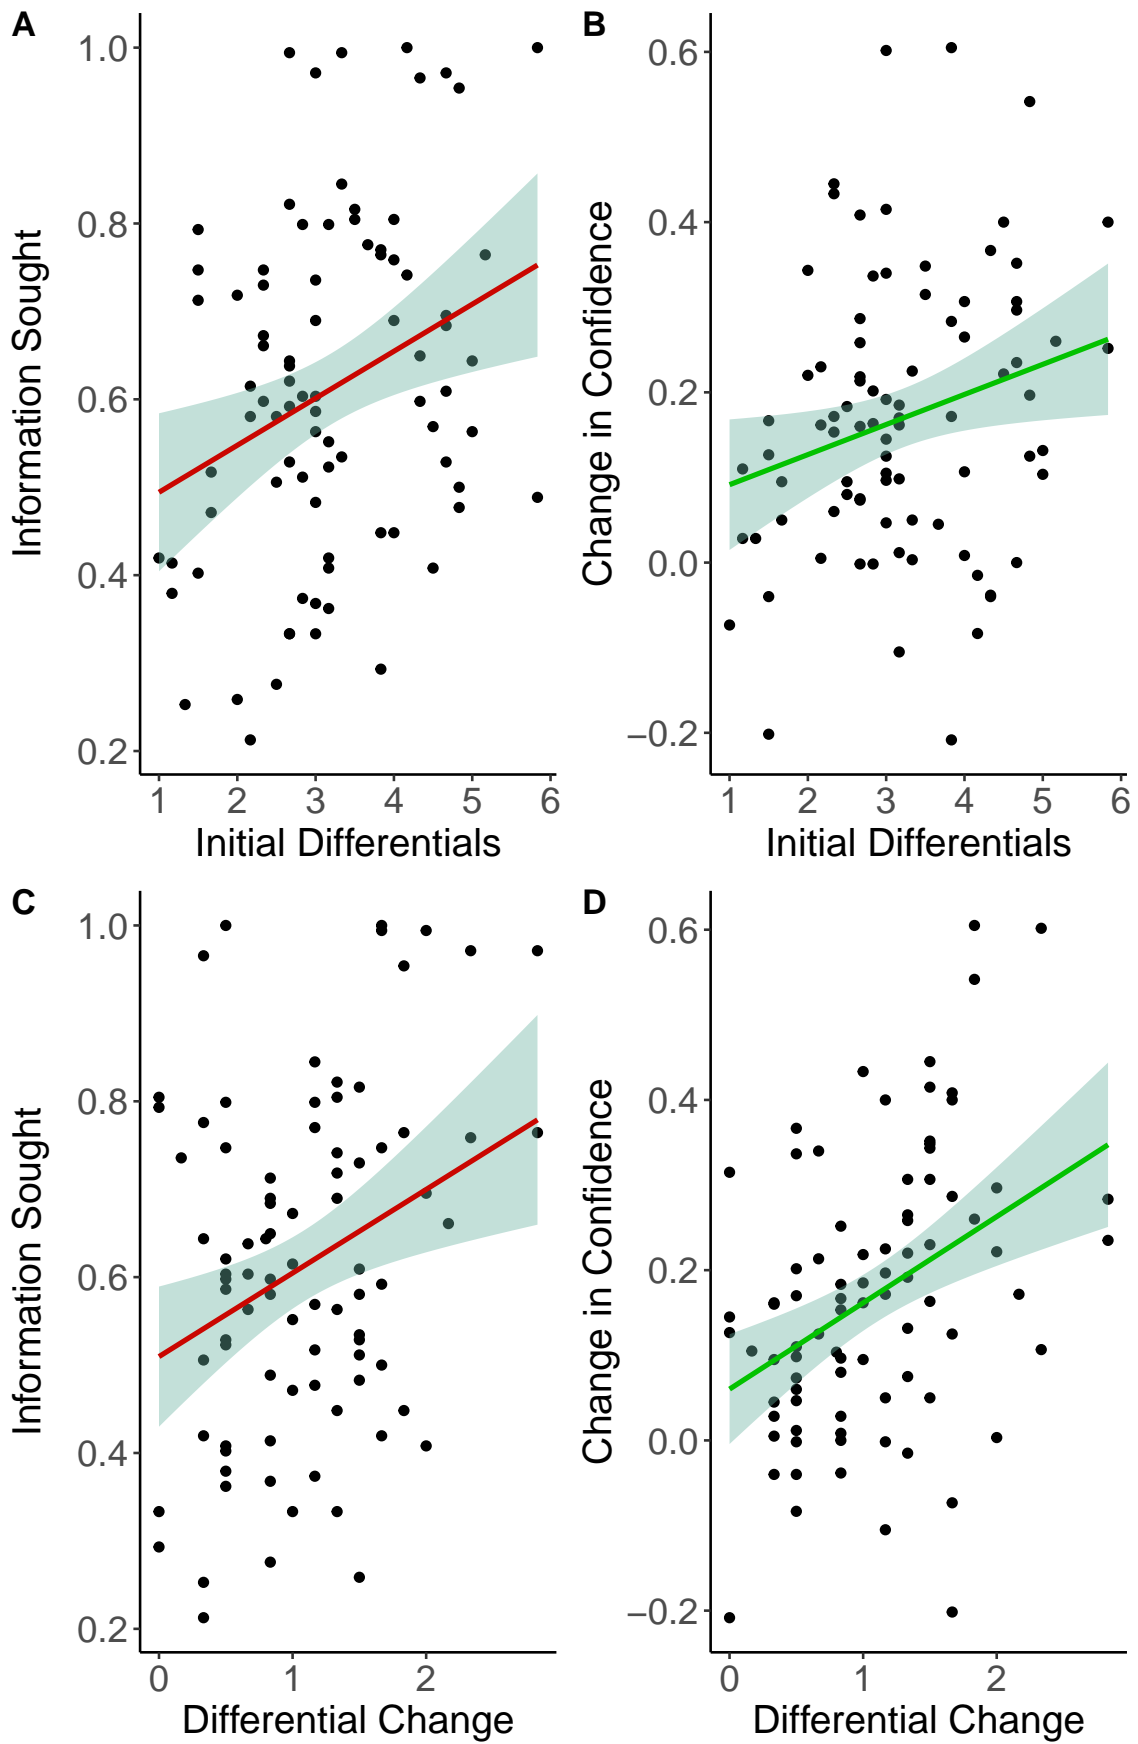 A
Information Sought
1.0
0.8
0.6
0.4
0.2
1 2 3 4 5 6
Initial Differentials
B
Change in Confidence
0.6
0.4
0.2
0.0
−0.2
1 2 3 4 5 6
Initial Differentials
C
Information Sought
1.0
0.8
0.6
0.4
0.2
0 1 2
Differential Change
D
Change in Confidence
0.6
0.4
0.2
0.0
−0.2
0 1 2
Differential Change